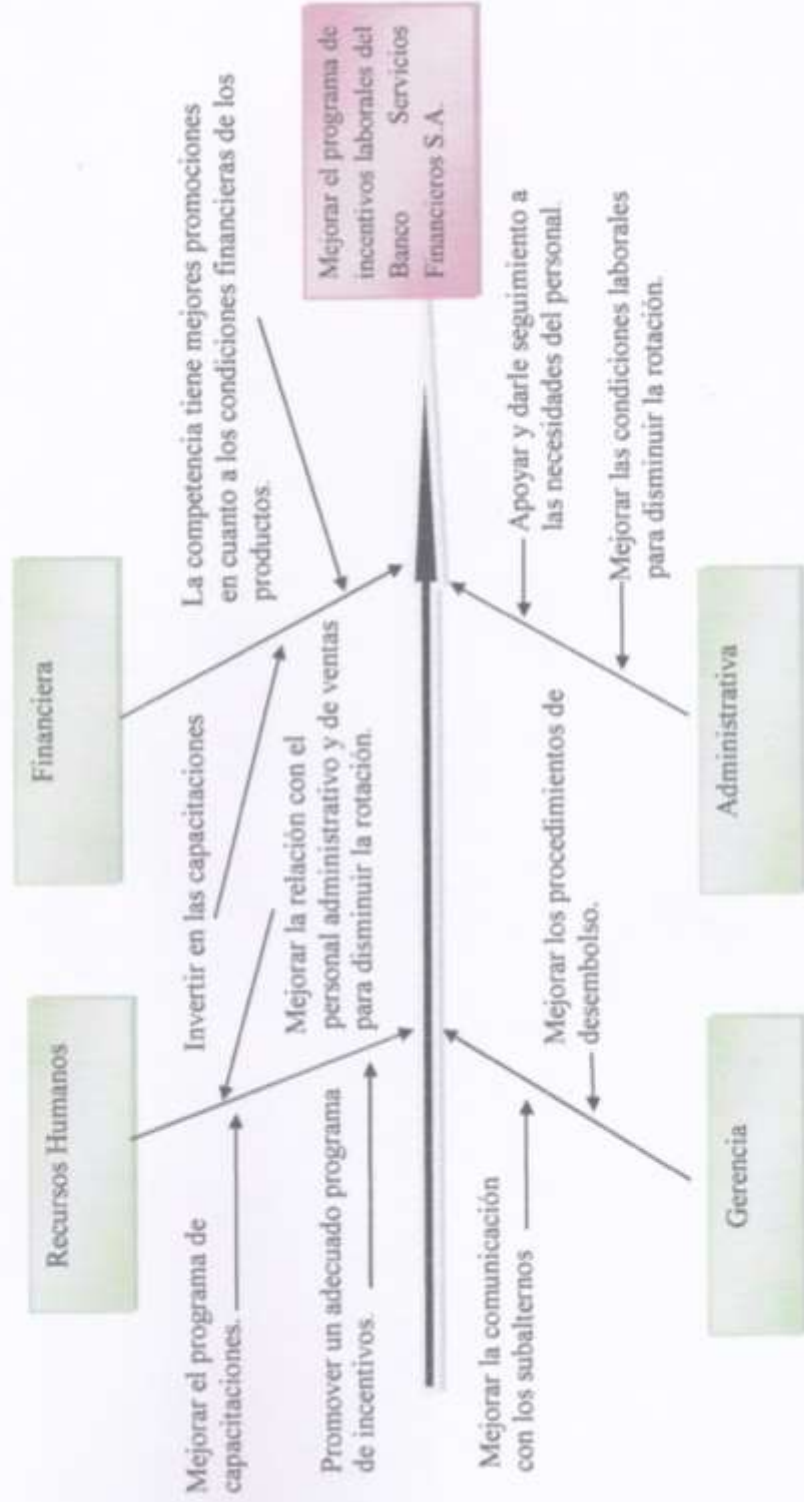 Recursos Humanos
Financiera
Mejorar el programa de
capacitaciones.
Invertir en las capacitaciones
La competencia tiene mejores promociones
en cuanto a los condiciones financieras de los
productos.
Promover un adecuado programa
de incentivos.
Mejorar la relación con el
personal administrativo y de ventas
para disminuir la rotación.
Mejorar el programa de
incentivos laborales del
Banco Servicios
Financieros S.A.
Mejorar la comunicación
con los subalternos
Mejorar los procedimientos de
desembolso.
Apoyar y darle seguimiento a
las necesidades del personal.
Mejorar las condiciones laborales
para disminuir la rotación.
Gerencia
Administrativa